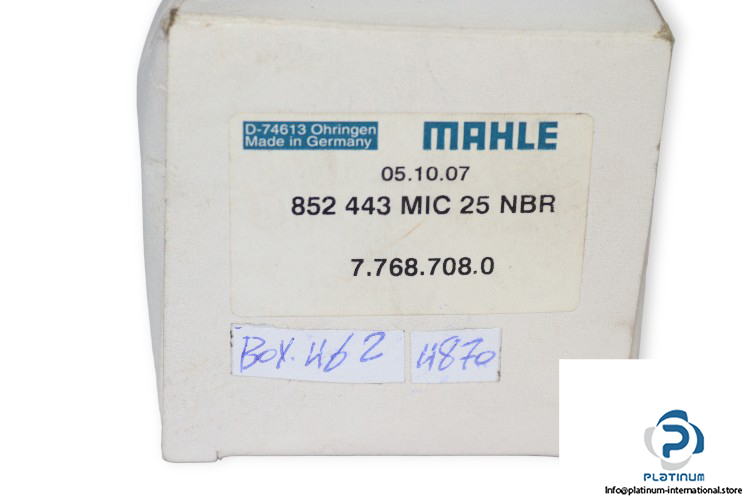 D-74613 Ohringen
Made in Germany
MAHLE
05.10.07
852 443 MIC 25 NBR
7.768.708.0
BOX.462
4870
PLATINUM
Info@platinum-international.store